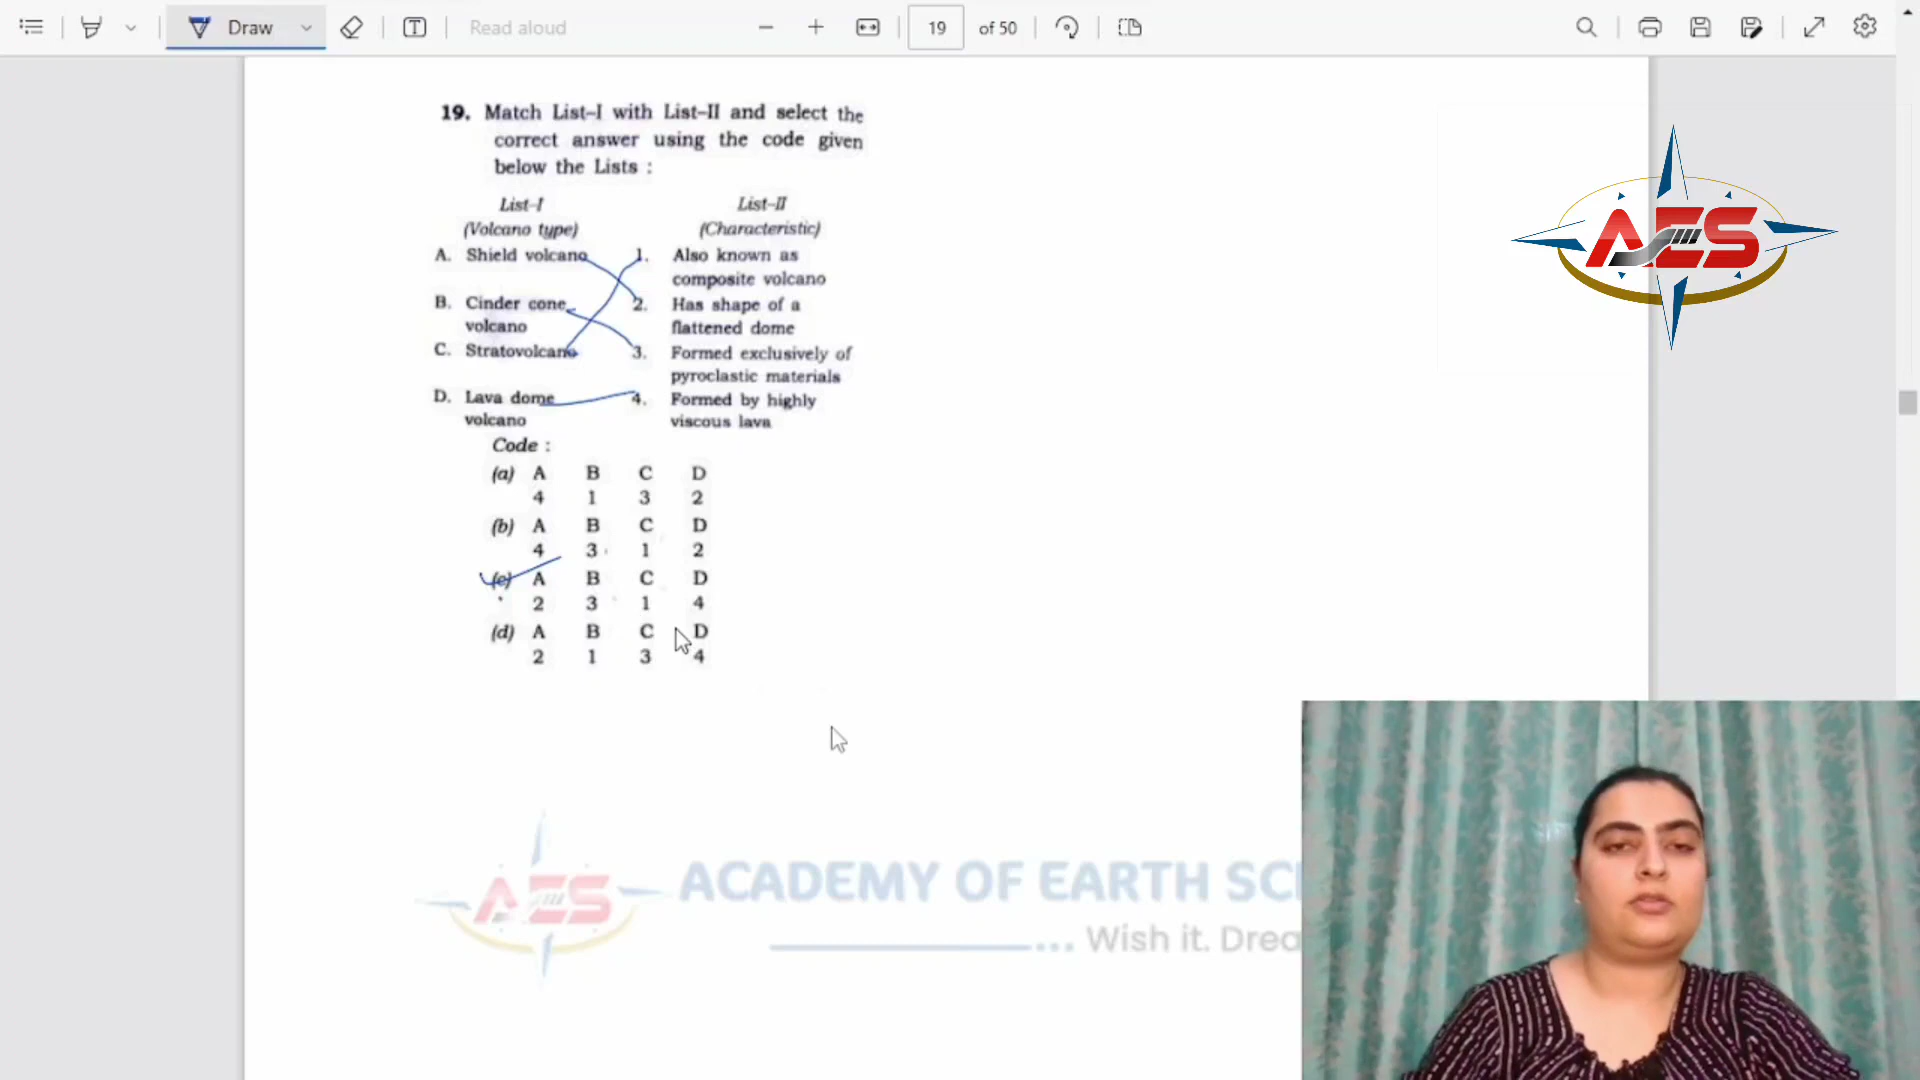 Draw
Read aloud
19
of 50
19. Match List-I with List-II and select the
correct answer using the code given
below the Lists :
List-I List-II
(Volcano type) (Characteristic)
A. Shield volcano 1. Also known as
composite volcano
B. Cinder cone 2. Has shape of a
volcano flattened dome
C. Stratovolcano 3. Formed exclusively of
pyroclastic materials
D. Lava dome 4. Formed by highly
volcano viscous lava
Code :
(a) A B C D
4 1 3 2
(b) A B C D
4 3 1 2
(c) A B C D
2 3 1 4
(d) A B C D
2 1 3 4
AES
AES
ACADEMY OF EARTH SCI
Wish it. Drea